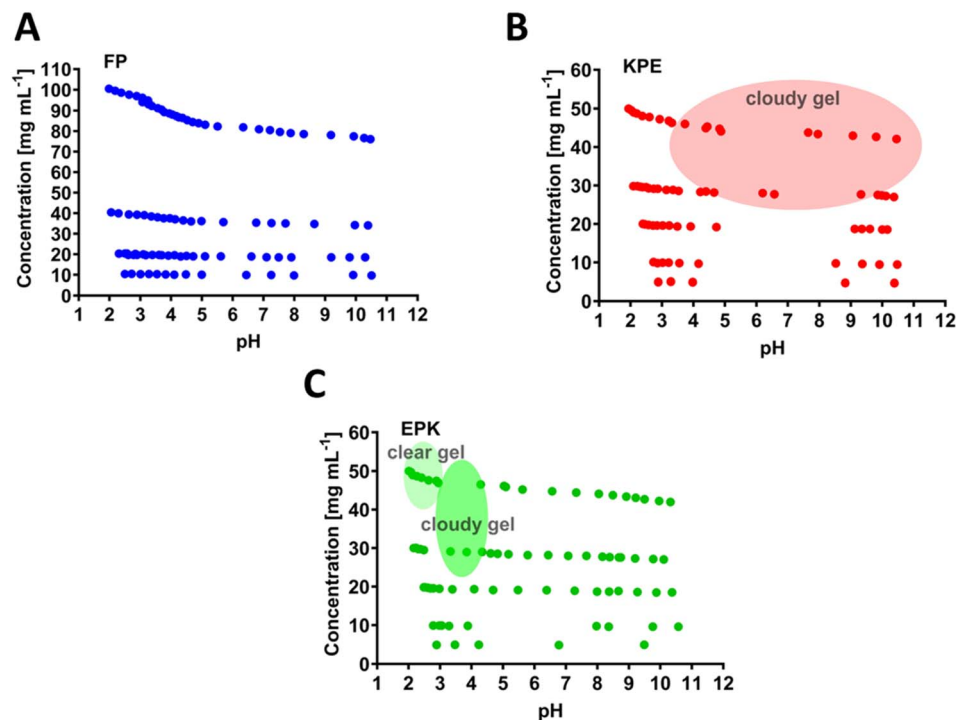 A
FP
Concentration [mg mL⁻¹]
110
100
90
80
70
60
50
40
30
20
10
0
1 2 3 4 5 6 7 8 9 10 11 12
pH
B
KPE
cloudy gel
Concentration [mg mL⁻¹]
60
50
40
30
20
10
0
1 2 3 4 5 6 7 8 9 10 11 12
pH
C
EPK
clear gel
cloudy gel
Concentration [mg mL⁻¹]
60
50
40
30
20
10
0
1 2 3 4 5 6 7 8 9 10 11 12
pH